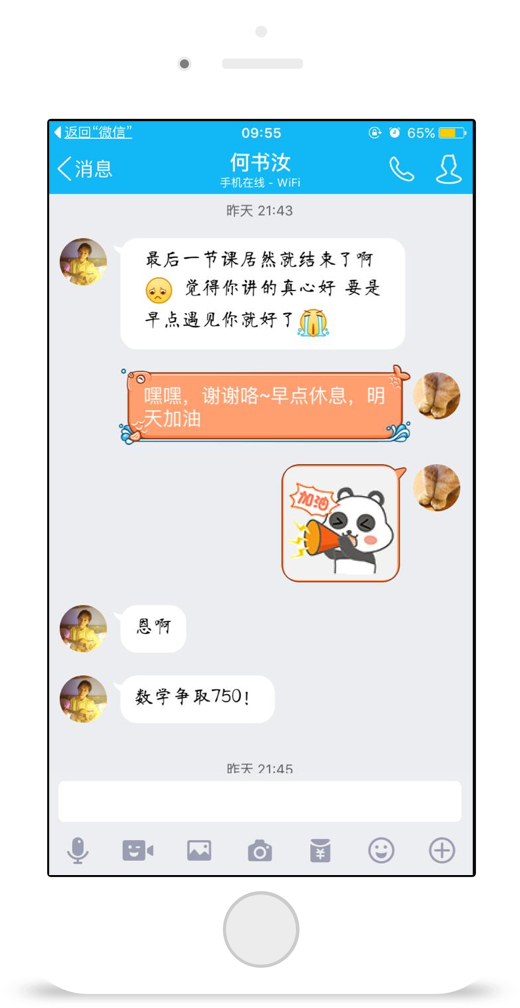 返回“微信”
09:55
65%
消息
何书汝
手机在线 - WiFi
昨天 21:43
最后一节课居然就结束了啊
觉得你讲的真心好 要是
早点遇见你就好了
嘿嘿，谢谢咯~早点休息，明
天加油
加油
恩啊
数学争取750!
昨天 21:45
¥